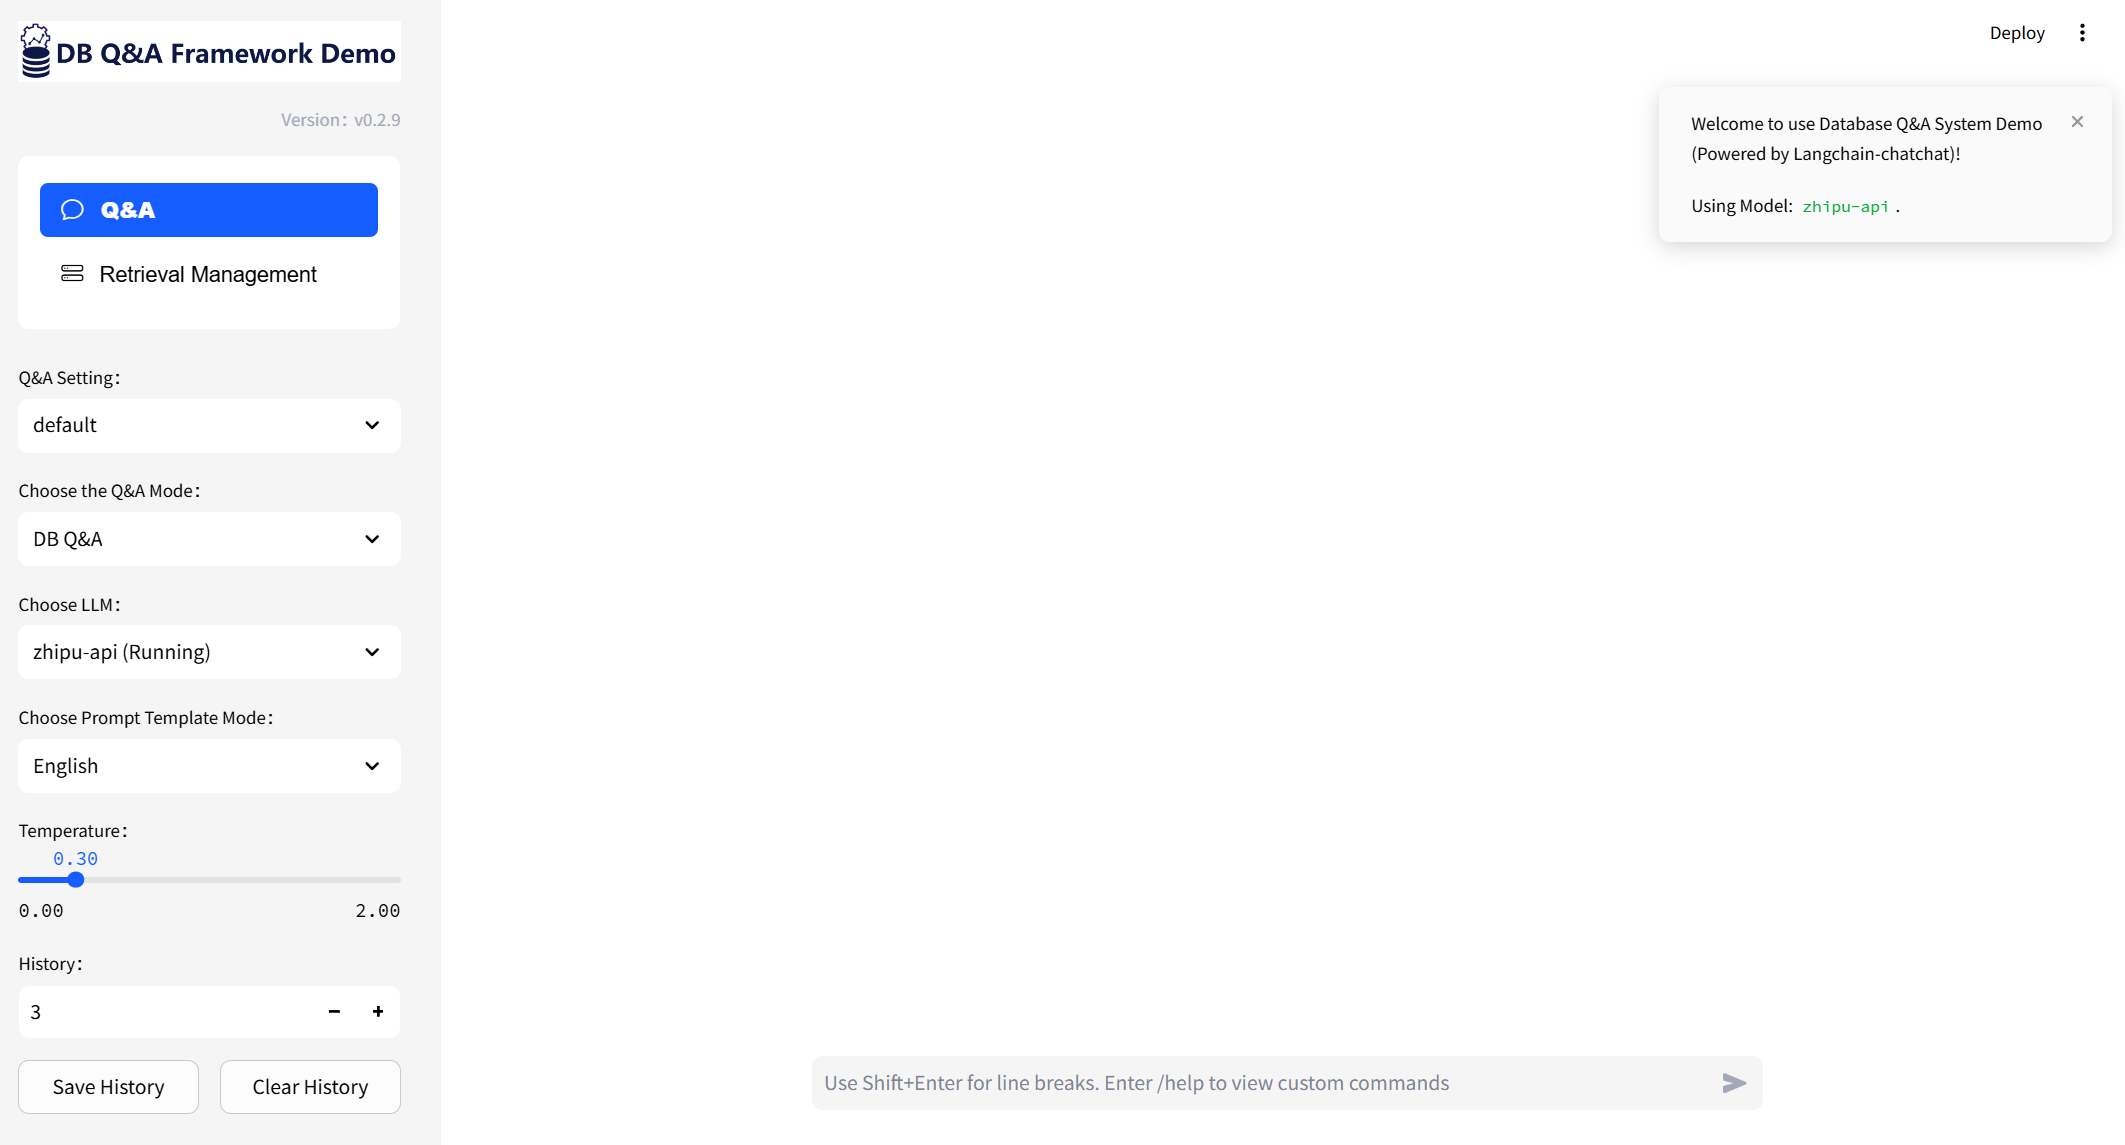 DB Q&A Framework Demo
Version：v0.2.9
Q&A
Retrieval Management
Q&A Setting：
default
Choose the Q&A Mode：
DB Q&A
Choose LLM：
zhipu-api (Running)
Choose Prompt Template Mode：
English
Temperature：
0.30
0.00 2.00
History：
3 − +
Save History Clear History
Deploy
Welcome to use Database Q&A System Demo
(Powered by Langchain-chatchat)!
Using Model: zhipu-api .
Use Shift+Enter for line breaks. Enter /help to view custom commands